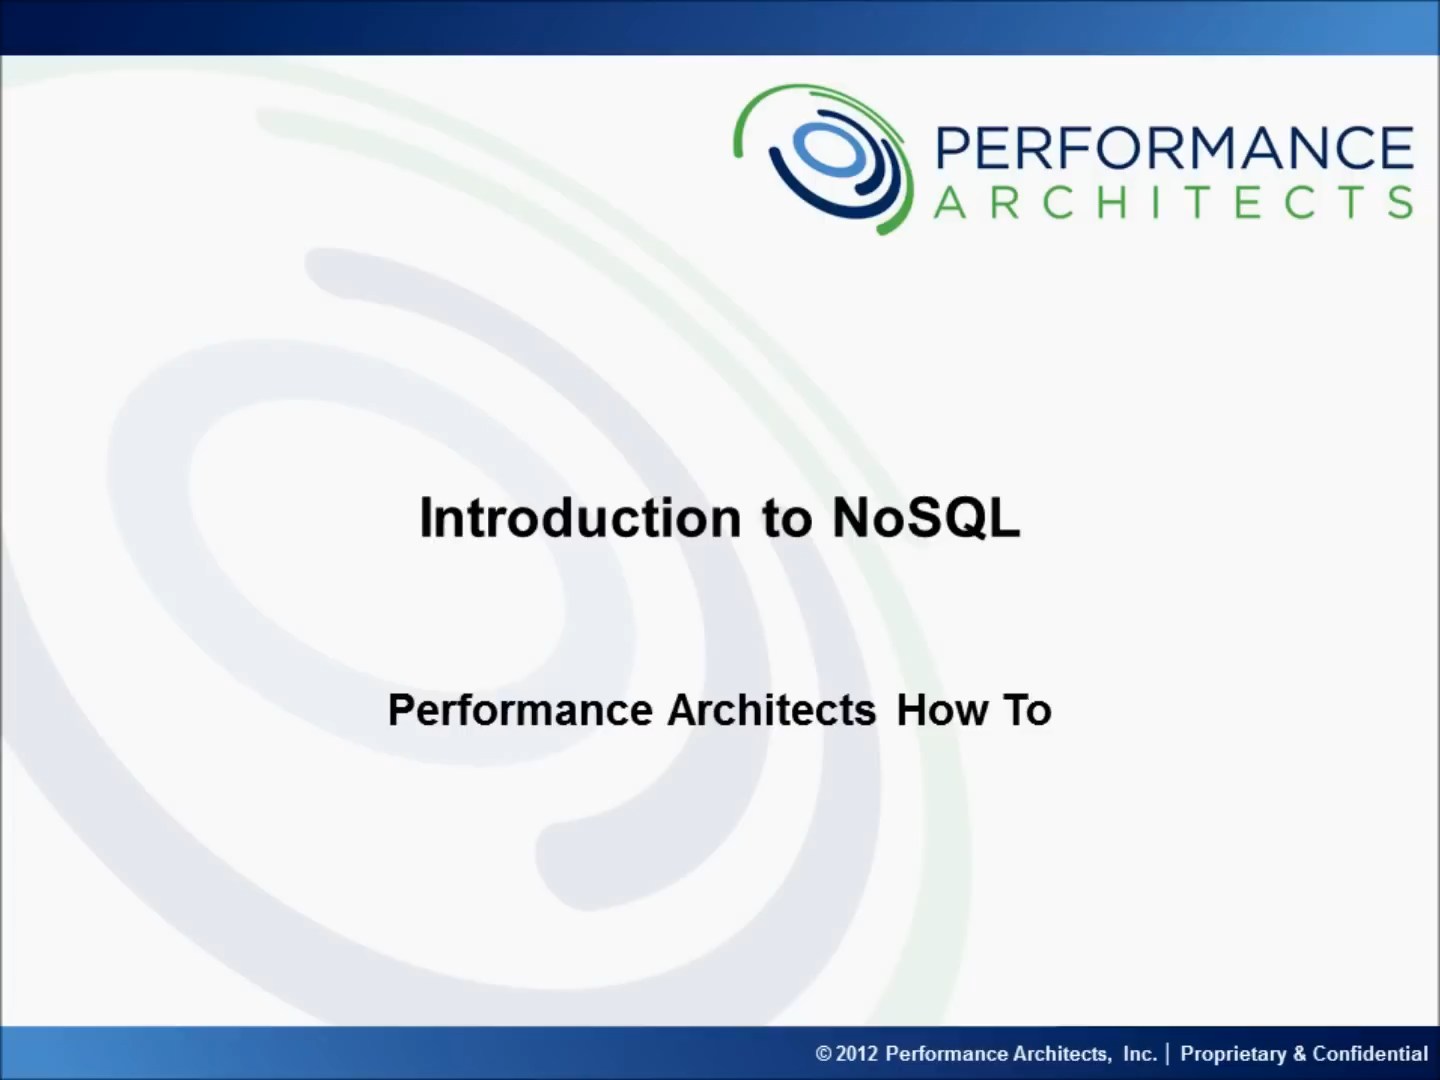 PERFORMANCE
ARCHITECTS
Introduction to NoSQL
Performance Architects How To
© 2012 Performance Architects, Inc. | Proprietary & Confidential